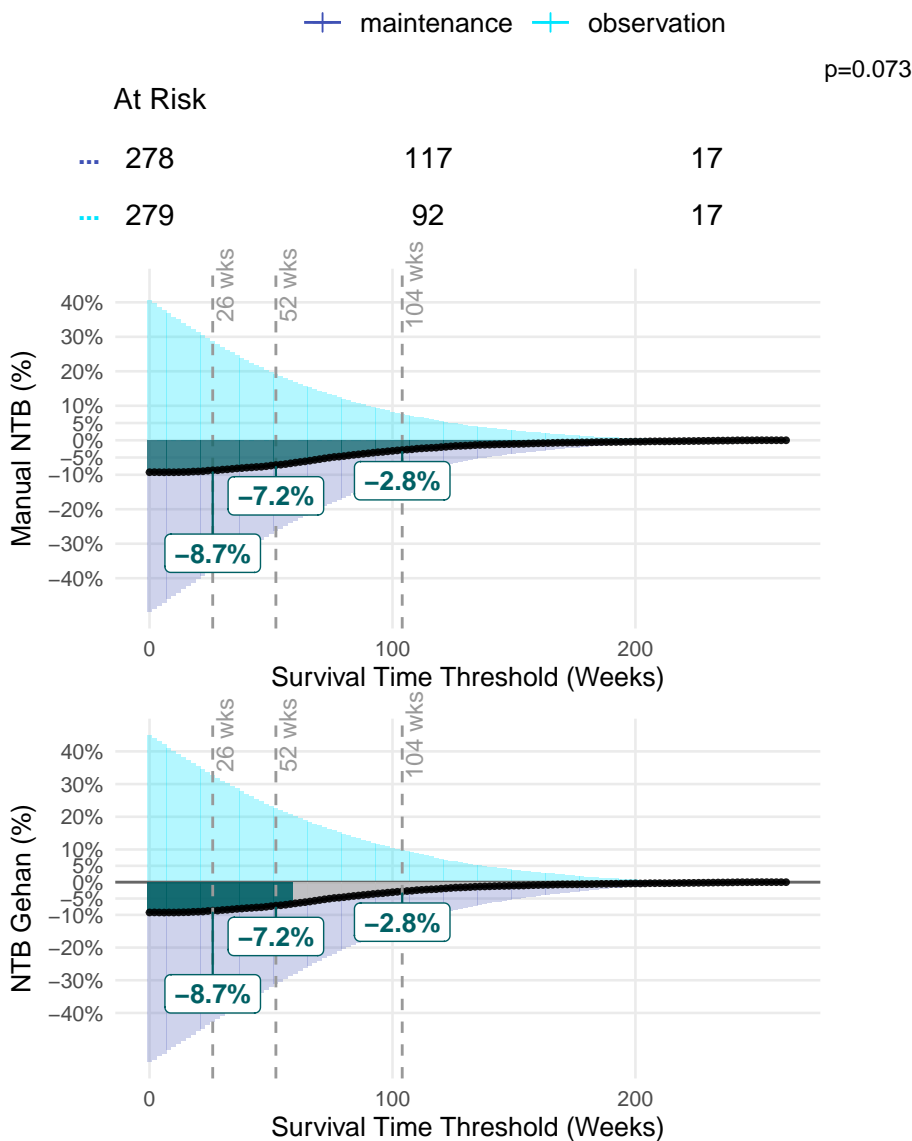 maintenance observation
p=0.073
At Risk
... 278 117 17
... 279 92 17
26 wks 52 wks 104 wks
Manual NTB (%)
40%
30%
20%
10%
5%
0%
−5%
−10%
−20%
−30%
−40%
−8.7%
−7.2%
−2.8%
0 100 200
Survival Time Threshold (Weeks)
26 wks 52 wks 104 wks
NTB Gehan (%)
40%
30%
20%
10%
5%
0%
−5%
−10%
−20%
−30%
−40%
−8.7%
−7.2%
−2.8%
0 100 200
Survival Time Threshold (Weeks)